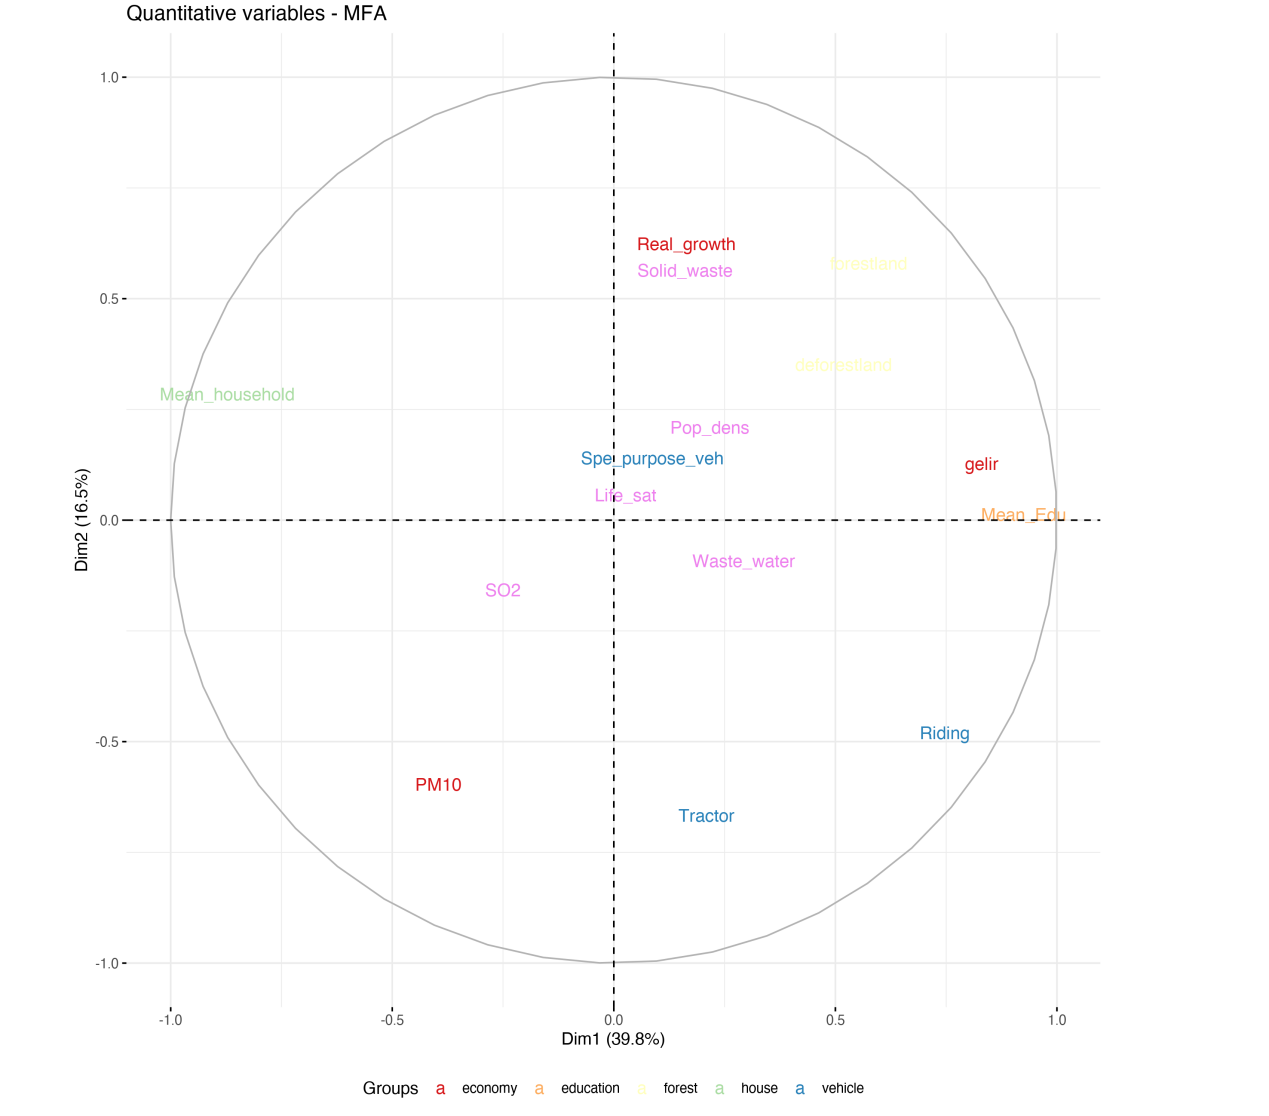 Quantitative variables - MFA
1.0
Real_growth
forestland
Solid_waste
0.5
deforestland
Mean_household
Pop_dens
Spe_purpose_veh
gelir
Life_sat
Mean_Edu
0.0
Dim2 (16.5%)
Waste_water
SO2
Riding
-0.5
PM10
Tractor
-1.0
-1.0 -0.5 0.0 0.5 1.0
Dim1 (39.8%)
Groups a economy a education a forest a house a vehicle